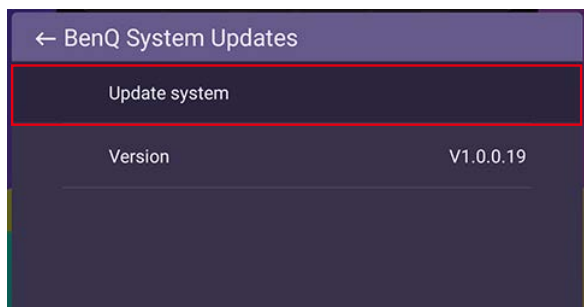 ← BenQ System Updates
Update system
Version V1.0.0.19